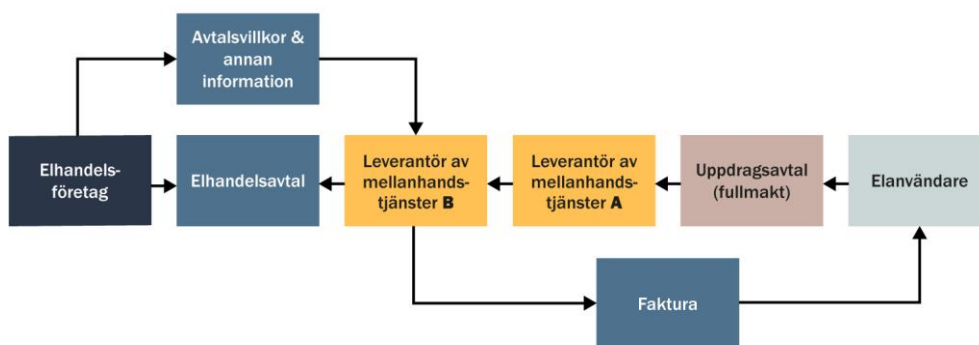 Avtalsvillkor &
annan
information
Elhandels-
företag
Elhandelsavtal
Leverantör av
mellanhands-
tjänster B
Leverantör av
mellanhands-
tjänster A
Uppdragsavtal
(fullmakt)
Elanvändare
Faktura